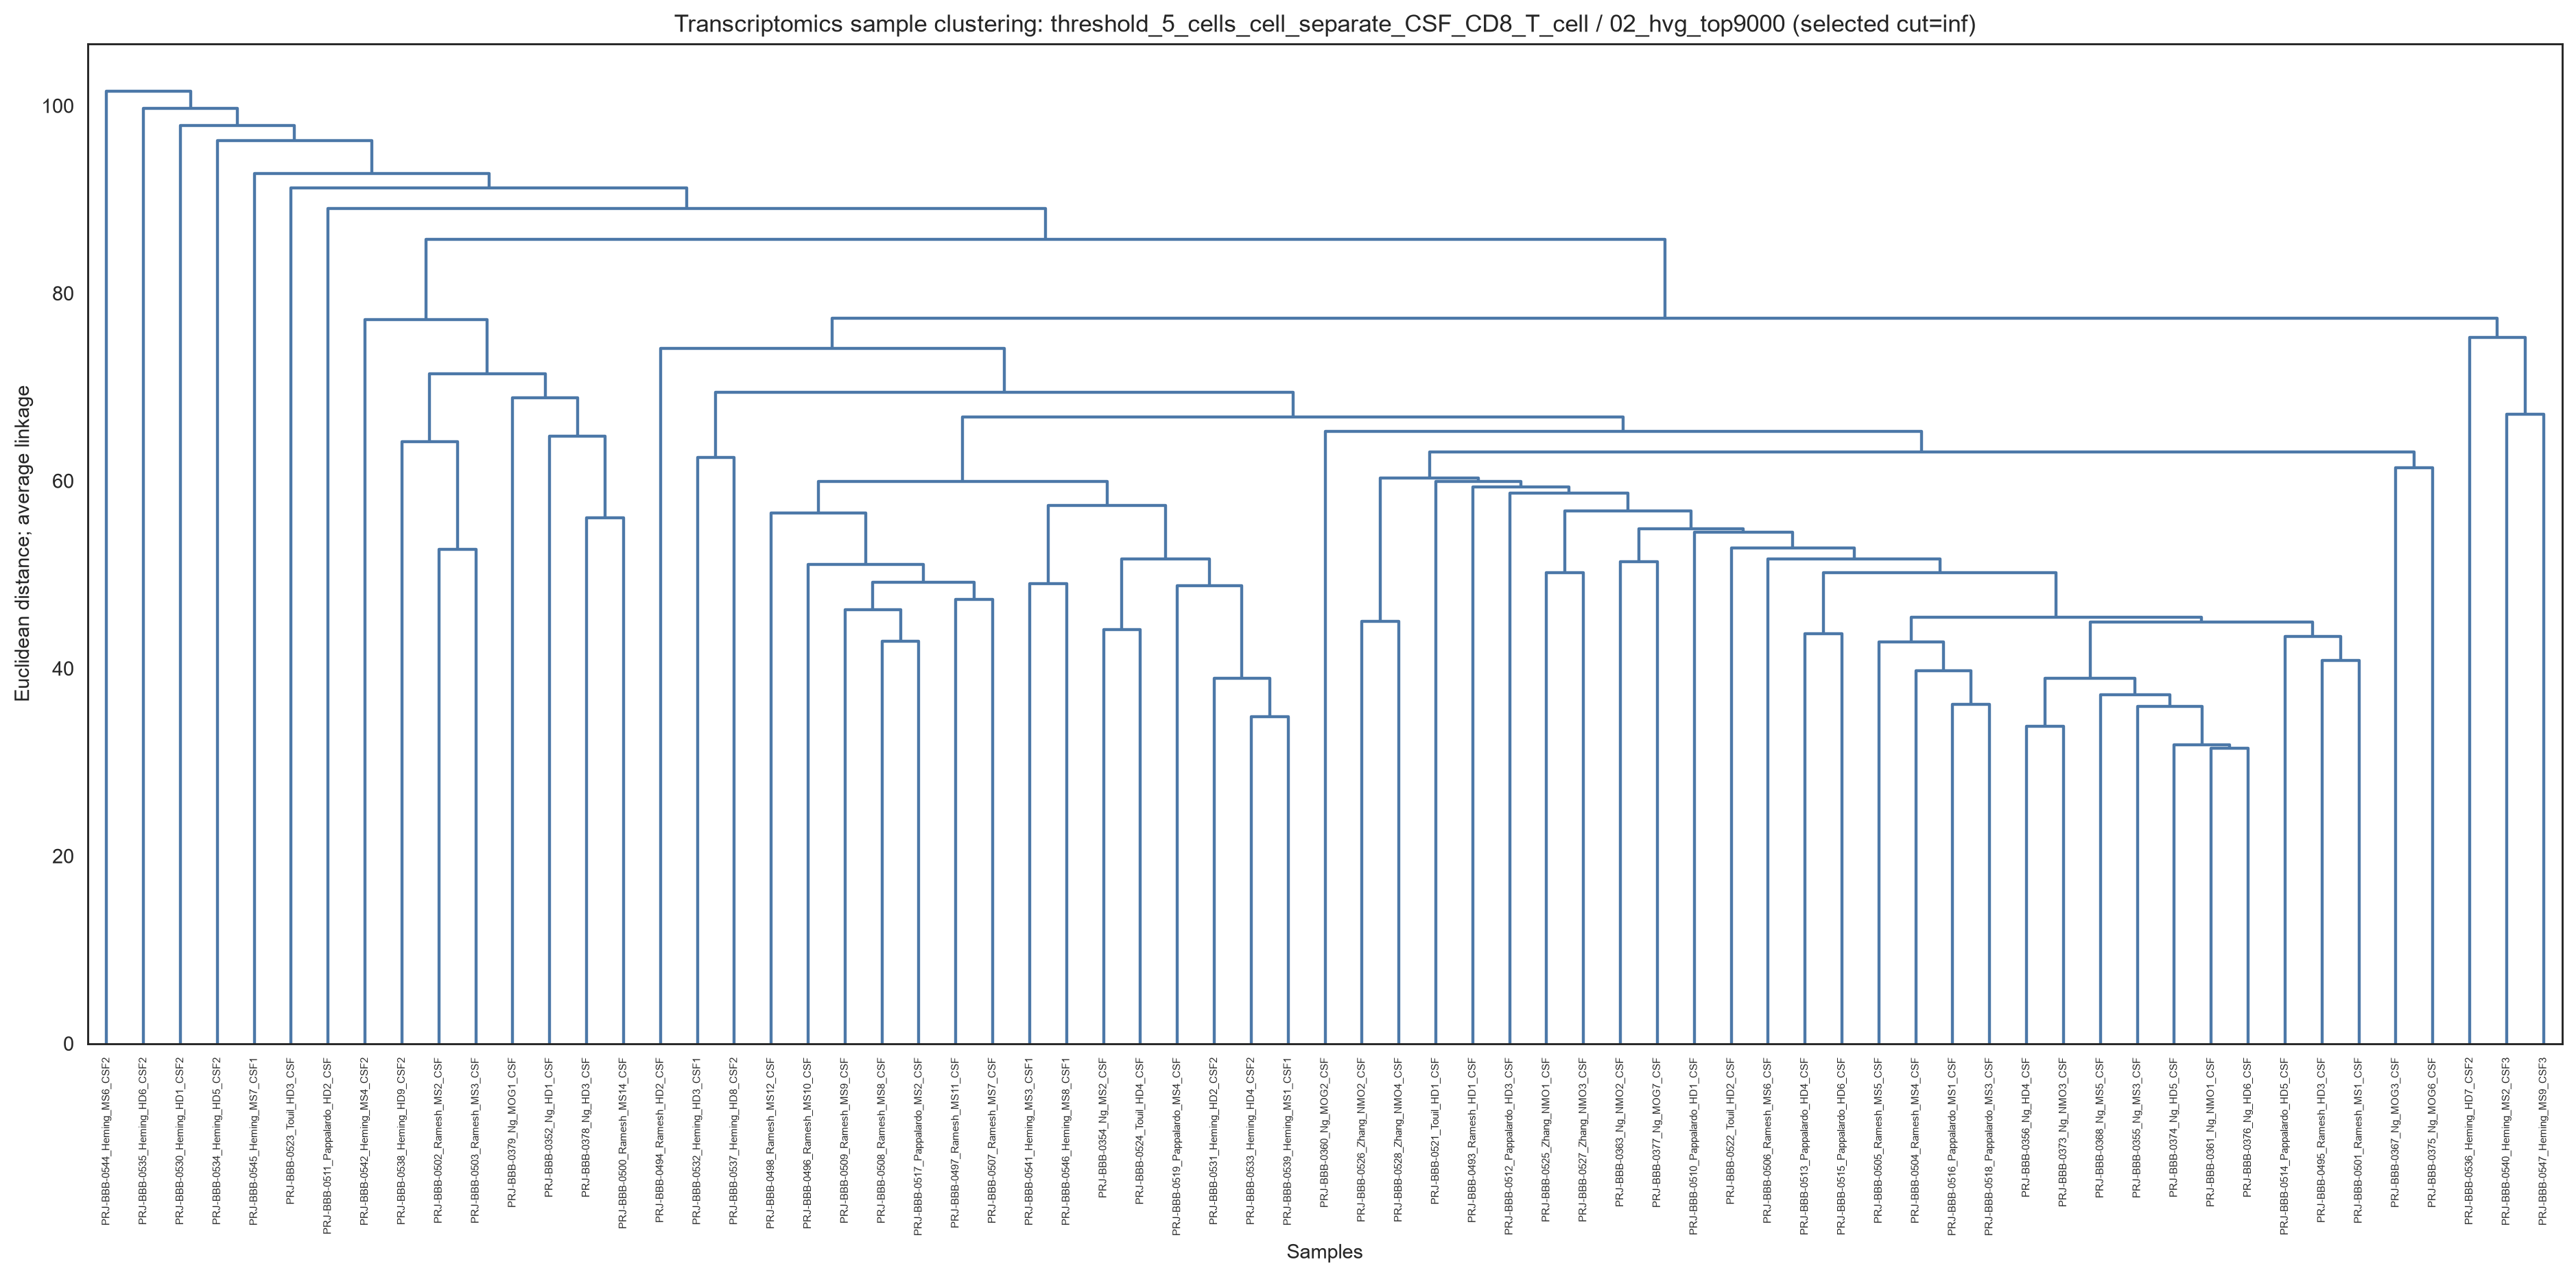 Transcriptomics sample clustering: threshold_5_cells_cell_separate_CSF_CD8_T_cell / 02_hvg_top9000 (selected cut=inf)
Euclidean distance; average linkage
100
80
60
40
20
0
PRJ-BBB-0544_Heming_MS6_CSF2
PRJ-BBB-0535_Heming_HD6_CSF2
PRJ-BBB-0530_Heming_HD1_CSF2
PRJ-BBB-0534_Heming_HD5_CSF2
PRJ-BBB-0545_Heming_MS7_CSF1
PRJ-BBB-0523_Touil_HD3_CSF
PRJ-BBB-0511_Pappalardo_HD2_CSF
PRJ-BBB-0542_Heming_MS4_CSF2
PRJ-BBB-0538_Heming_HD9_CSF2
PRJ-BBB-0502_Ramesh_MS2_CSF
PRJ-BBB-0503_Ramesh_MS3_CSF
PRJ-BBB-0379_Ng_MOG1_CSF
PRJ-BBB-0352_Ng_HD1_CSF
PRJ-BBB-0378_Ng_HD3_CSF
PRJ-BBB-0500_Ramesh_MS14_CSF
PRJ-BBB-0494_Ramesh_HD2_CSF
PRJ-BBB-0532_Heming_HD3_CSF1
PRJ-BBB-0537_Heming_HD8_CSF2
PRJ-BBB-0498_Ramesh_MS12_CSF
PRJ-BBB-0496_Ramesh_MS10_CSF
PRJ-BBB-0509_Ramesh_MS9_CSF
PRJ-BBB-0508_Ramesh_MS8_CSF
PRJ-BBB-0517_Pappalardo_MS2_CSF
PRJ-BBB-0497_Ramesh_MS11_CSF
PRJ-BBB-0507_Ramesh_MS7_CSF
PRJ-BBB-0541_Heming_MS3_CSF1
PRJ-BBB-0546_Heming_MS8_CSF1
PRJ-BBB-0354_Ng_MS2_CSF
PRJ-BBB-0524_Touil_HD4_CSF
PRJ-BBB-0519_Pappalardo_MS4_CSF
PRJ-BBB-0531_Heming_HD2_CSF2
PRJ-BBB-0533_Heming_HD4_CSF2
PRJ-BBB-0539_Heming_MS1_CSF1
PRJ-BBB-0360_Ng_MOG2_CSF
PRJ-BBB-0526_Zhang_NMO2_CSF
PRJ-BBB-0528_Zhang_NMO4_CSF
PRJ-BBB-0521_Touil_HD1_CSF
PRJ-BBB-0493_Ramesh_HD1_CSF
PRJ-BBB-0512_Pappalardo_HD3_CSF
PRJ-BBB-0525_Zhang_NMO1_CSF
PRJ-BBB-0527_Zhang_NMO3_CSF
PRJ-BBB-0363_Ng_NMO2_CSF
PRJ-BBB-0377_Ng_MOG7_CSF
PRJ-BBB-0510_Pappalardo_HD1_CSF
PRJ-BBB-0522_Touil_HD2_CSF
PRJ-BBB-0506_Ramesh_MS6_CSF
PRJ-BBB-0513_Pappalardo_HD4_CSF
PRJ-BBB-0515_Pappalardo_HD6_CSF
PRJ-BBB-0505_Ramesh_MS5_CSF
PRJ-BBB-0504_Ramesh_MS4_CSF
PRJ-BBB-0516_Pappalardo_MS1_CSF
PRJ-BBB-0518_Pappalardo_MS3_CSF
PRJ-BBB-0356_Ng_HD4_CSF
PRJ-BBB-0373_Ng_NMO3_CSF
PRJ-BBB-0368_Ng_MS5_CSF
PRJ-BBB-0355_Ng_MS3_CSF
PRJ-BBB-0374_Ng_HD5_CSF
PRJ-BBB-0361_Ng_NMO1_CSF
PRJ-BBB-0376_Ng_HD6_CSF
PRJ-BBB-0514_Pappalardo_HD5_CSF
PRJ-BBB-0495_Ramesh_HD3_CSF
PRJ-BBB-0501_Ramesh_MS1_CSF
PRJ-BBB-0367_Ng_MOG3_CSF
PRJ-BBB-0375_Ng_MOG6_CSF
PRJ-BBB-0536_Heming_HD7_CSF2
PRJ-BBB-0540_Heming_MS2_CSF3
PRJ-BBB-0547_Heming_MS9_CSF3
Samples